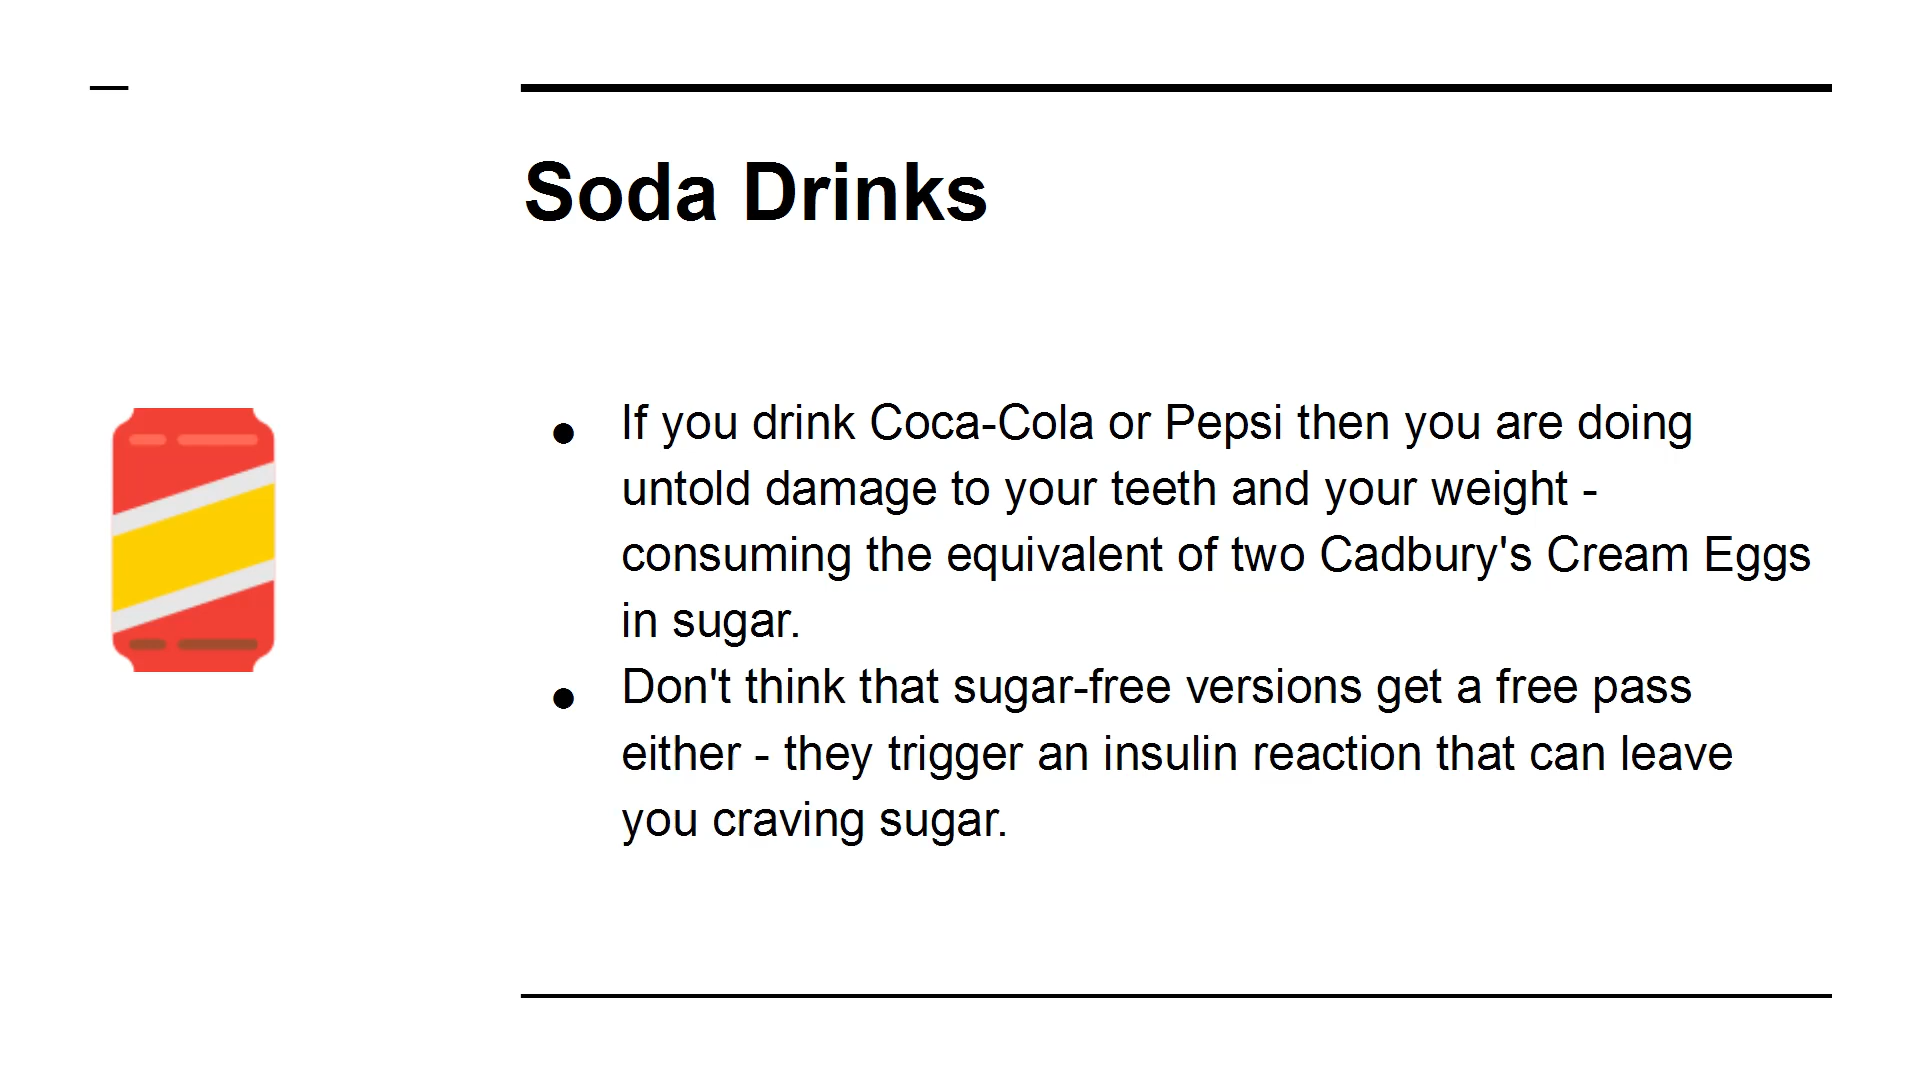 Soda Drinks
● If you drink Coca-Cola or Pepsi then you are doing
untold damage to your teeth and your weight -
consuming the equivalent of two Cadbury's Cream Eggs
in sugar.
● Don't think that sugar-free versions get a free pass
either - they trigger an insulin reaction that can leave
you craving sugar.